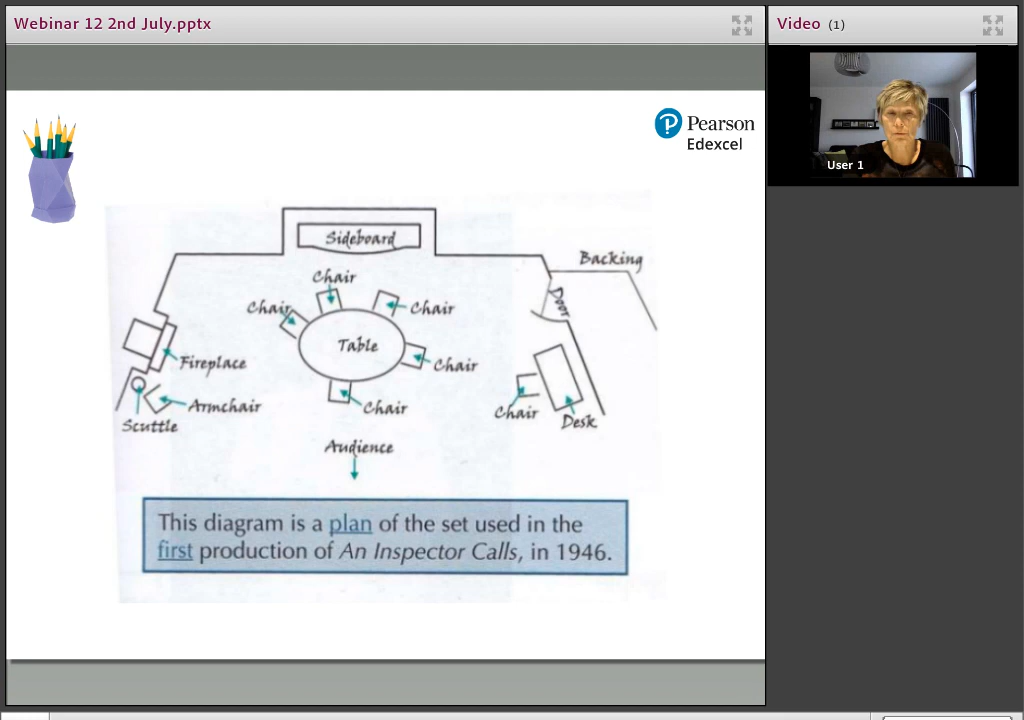 Webinar 12 2nd July.pptx
Video (1)
User 1
Pearson
Edexcel
Sideboard
Backing
Chair
Door
Chair
Chair
Table
Fireplace
Chair
Armchair
Chair
Chair
Scuttle
Desk
Audience
This diagram is a plan of the set used in the
first production of An Inspector Calls, in 1946.